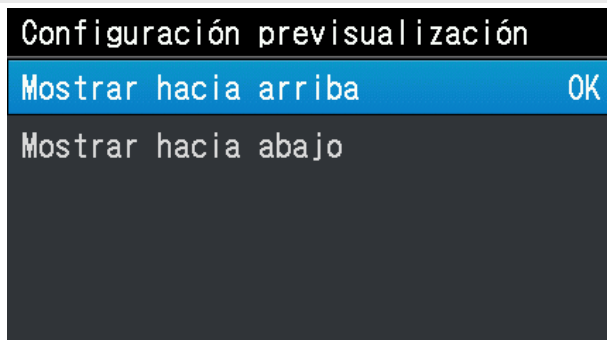 Configuración previsualización
Mostrar hacia arriba OK
Mostrar hacia abajo